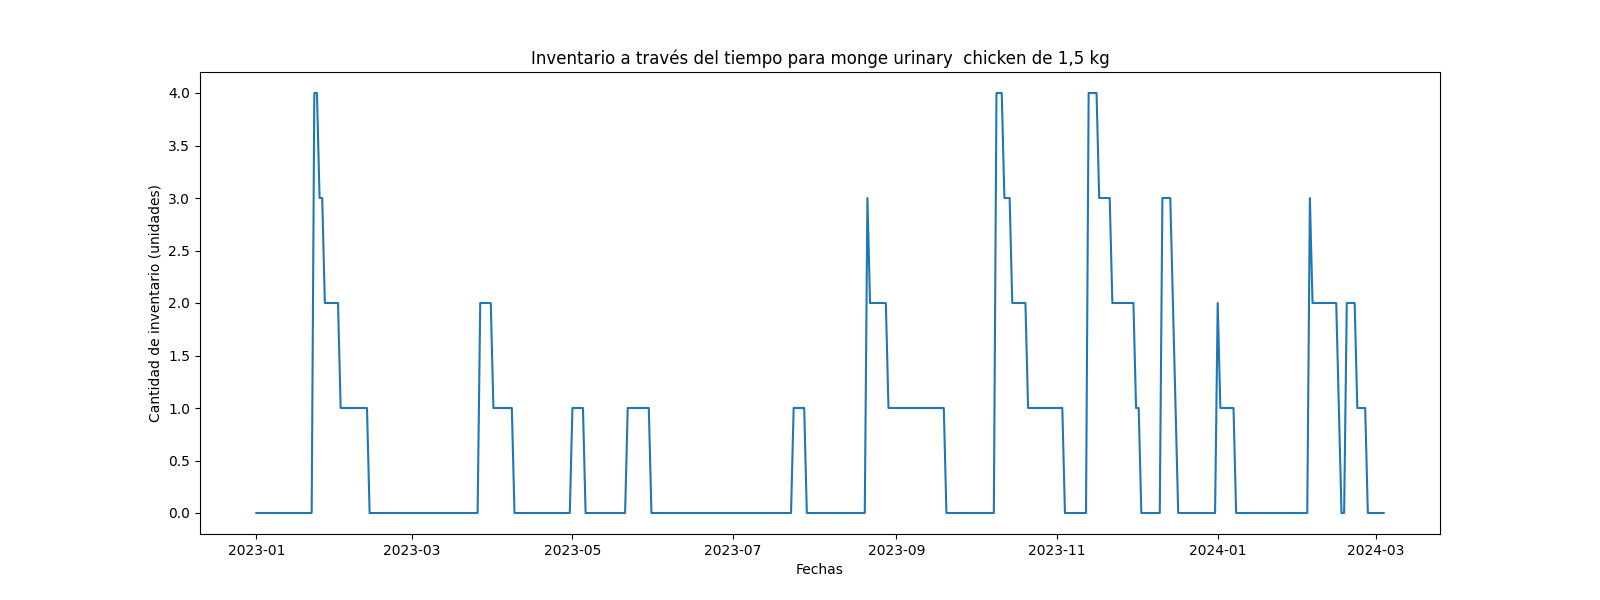 Inventario a través del tiempo para monge urinary  chicken de 1,5 kg
Cantidad de inventario (unidades)
4.0
3.5
3.0
2.5
2.0
1.5
1.0
0.5
0.0
2023-01 2023-03 2023-05 2023-07 2023-09 2023-11 2024-01 2024-03
Fechas